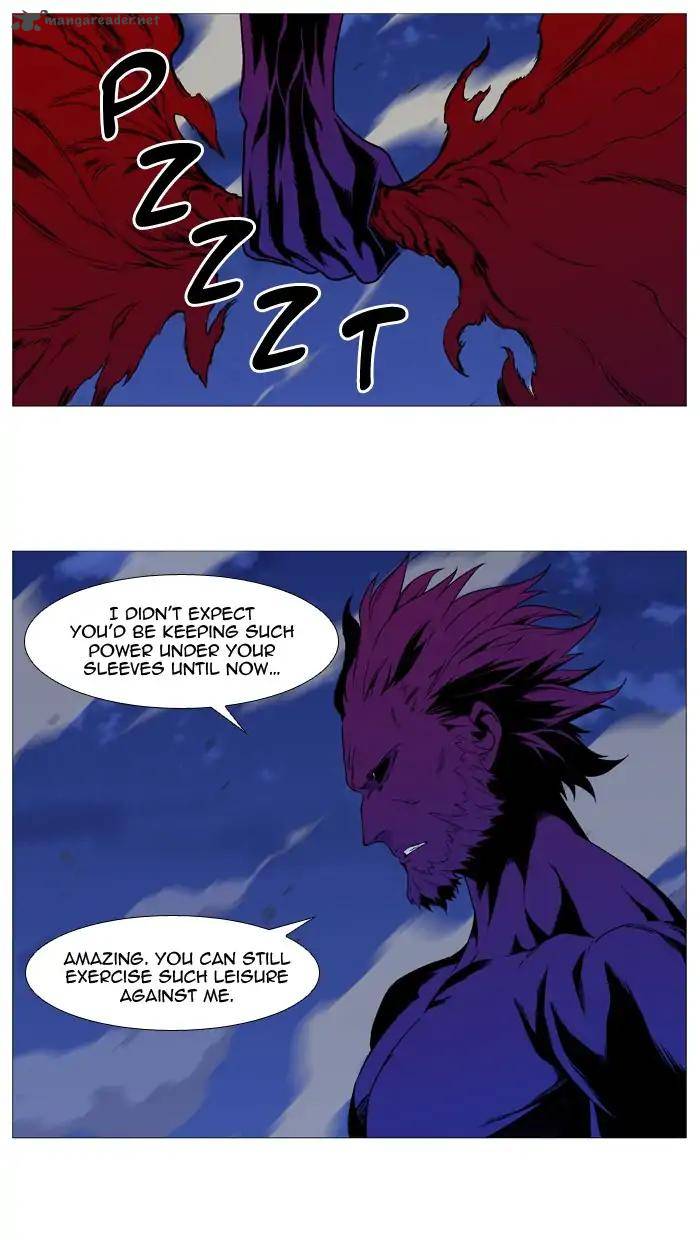 mangareader.net
PZZZT
I DIDN'T EXPECT
YOU'D BE KEEPING SUCH
POWER UNDER YOUR
SLEEVES UNTIL NOW...
AMAZING. YOU CAN STILL
EXERCISE SUCH LEISURE
AGAINST ME.